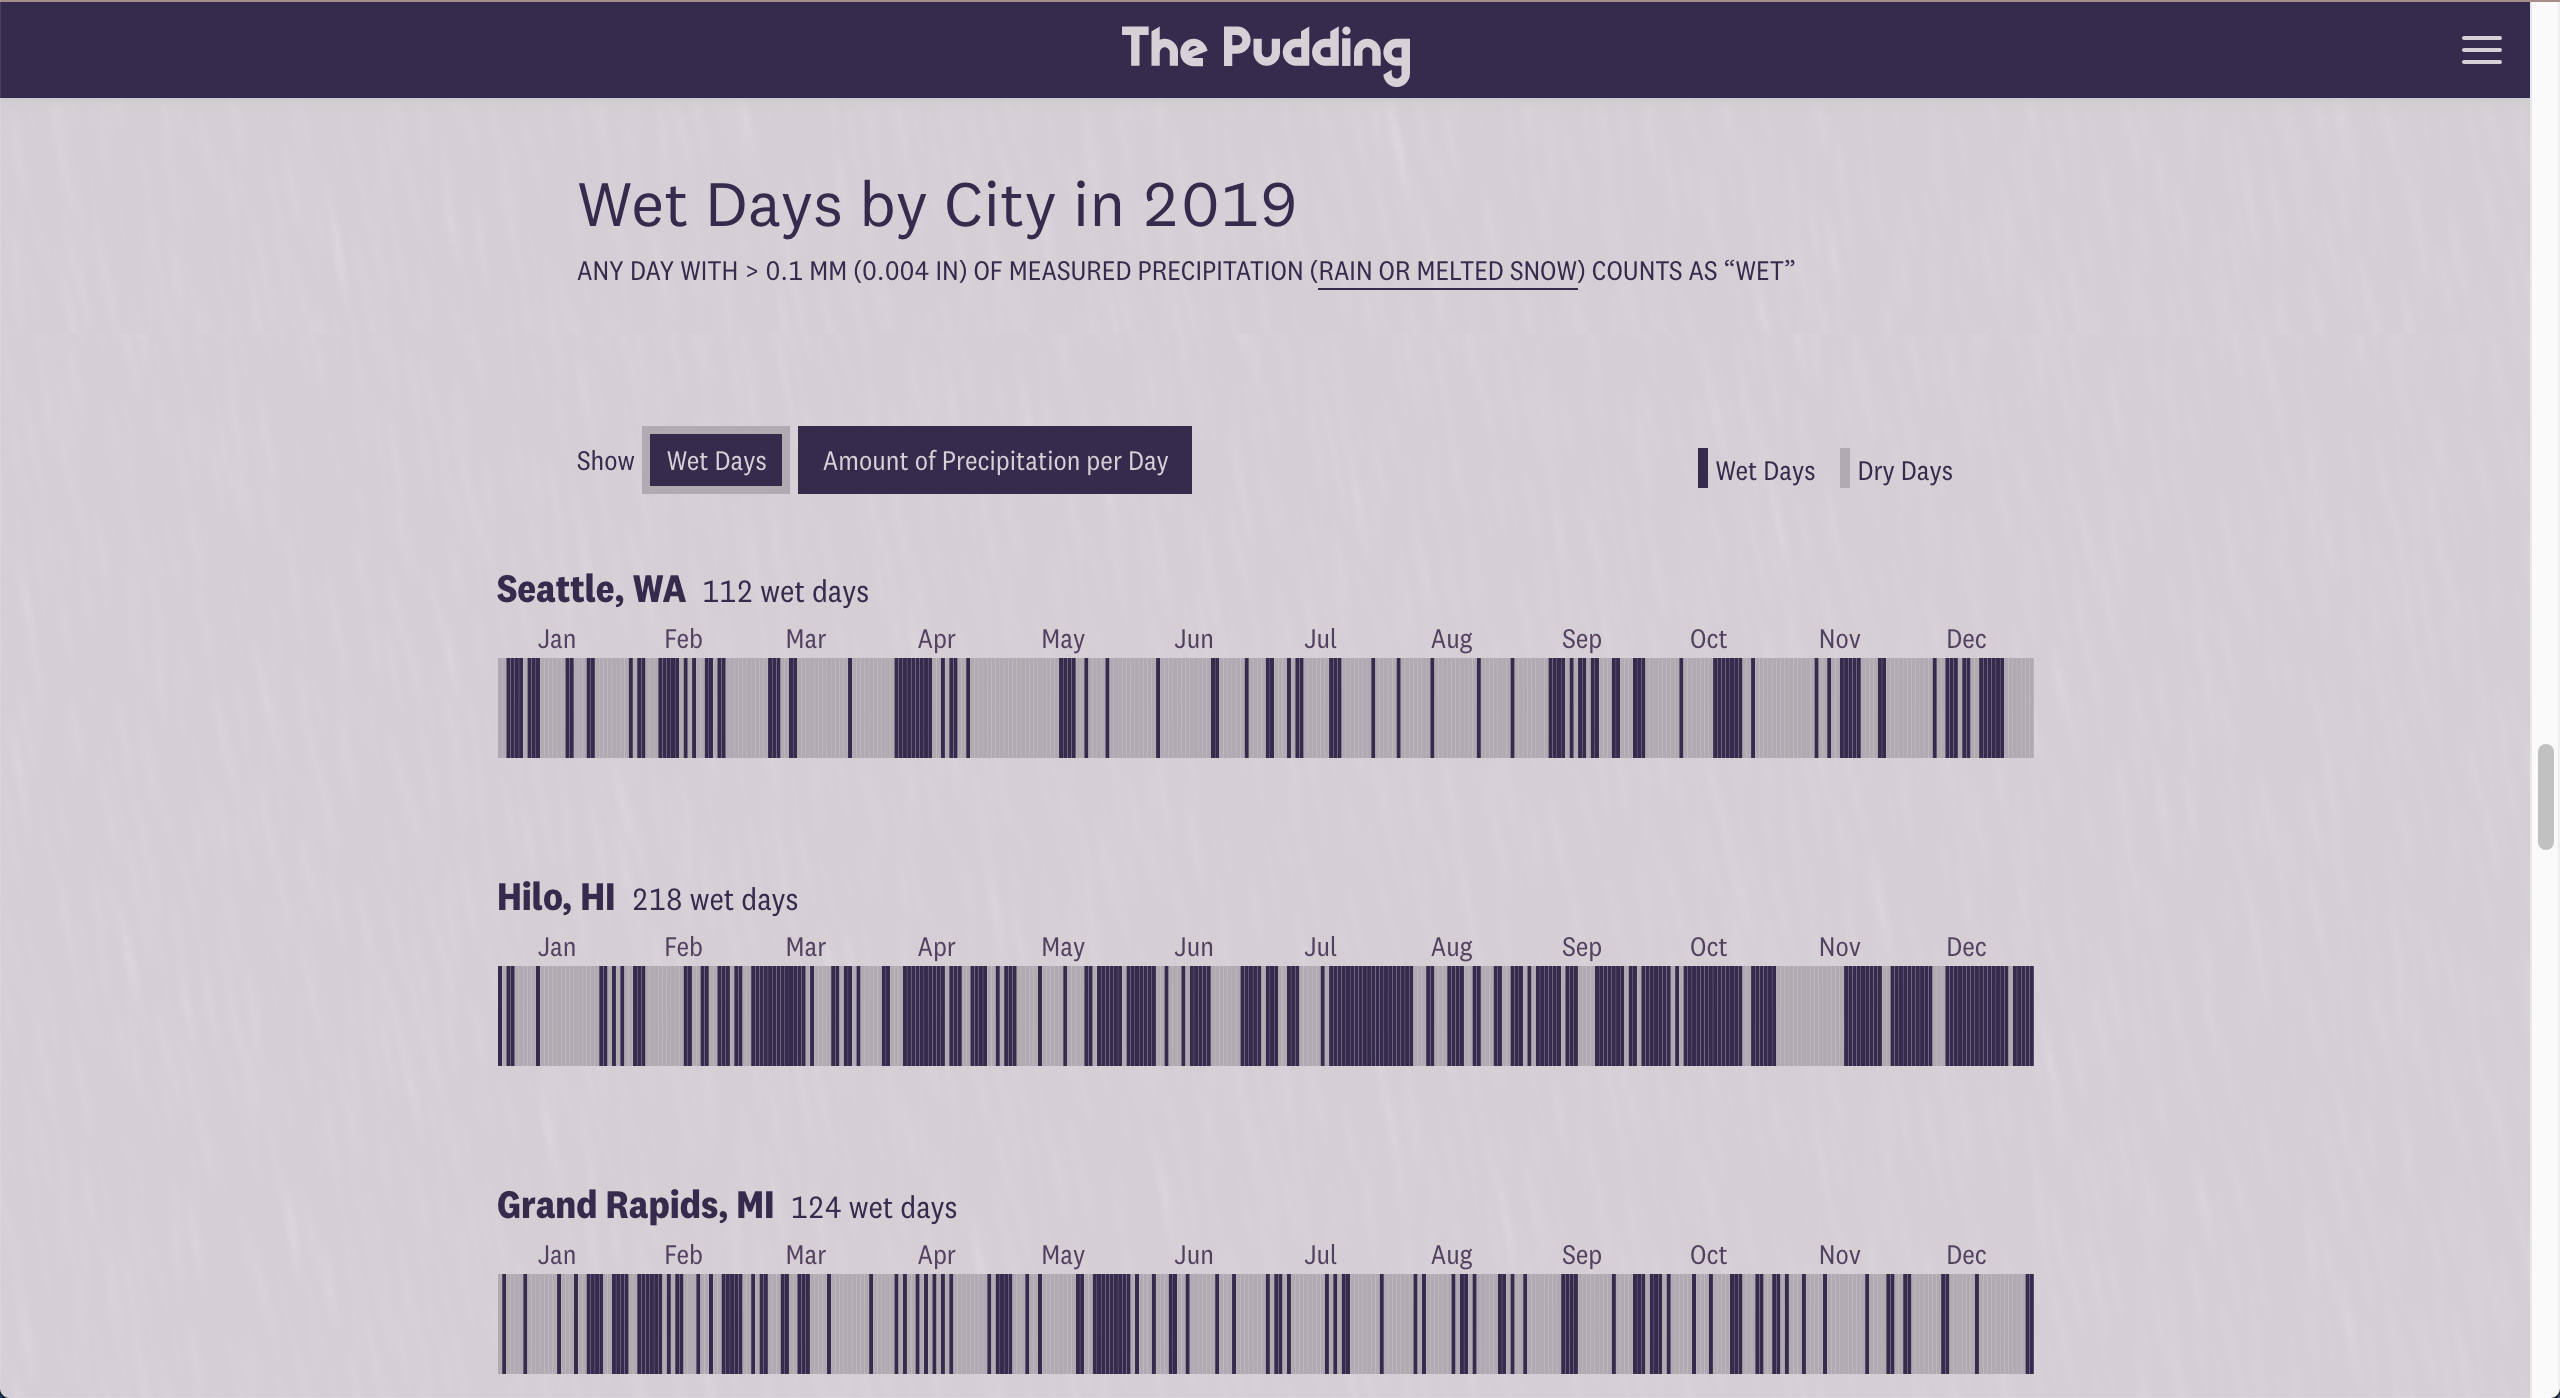 The Pudding
Wet Days by City in 2019
ANY DAY WITH > 0.1 MM (0.004 IN) OF MEASURED PRECIPITATION (RAIN OR MELTED SNOW) COUNTS AS “WET”
Show Wet Days Amount of Precipitation per Day Wet Days Dry Days
Seattle, WA 112 wet days
Jan Feb Mar Apr May Jun Jul Aug Sep Oct Nov Dec
Hilo, HI 218 wet days
Jan Feb Mar Apr May Jun Jul Aug Sep Oct Nov Dec
Grand Rapids, MI 124 wet days
Jan Feb Mar Apr May Jun Jul Aug Sep Oct Nov Dec